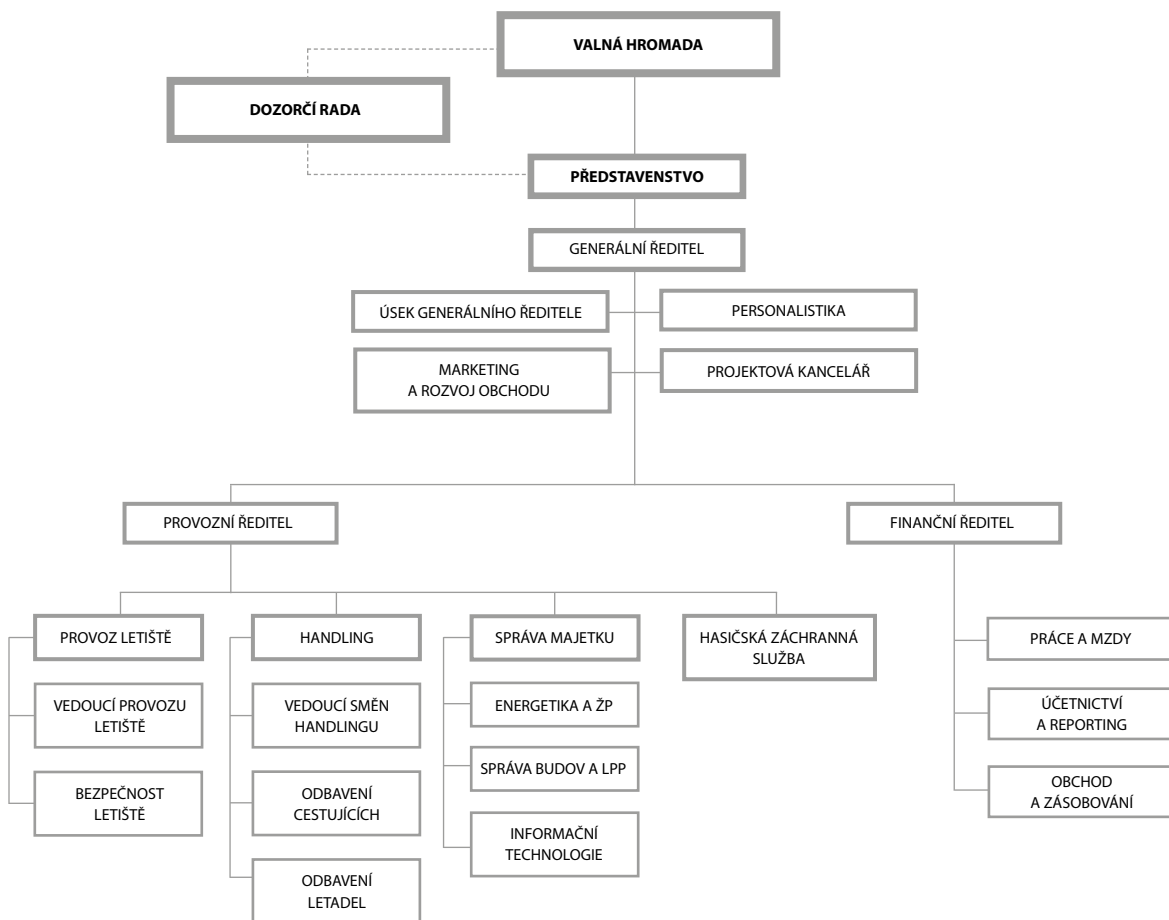 VALNÁ HROMADA
DOZORČÍ RADA
PŘEDSTAVENSTVO
GENERÁLNÍ ŘEDITEL
ÚSEK GENERÁLNÍHO ŘEDITELE
PERSONALISTIKA
MARKETING
A ROZVOJ OBCHODU
PROJEKTOVÁ KANCELÁŘ
PROVOZNÍ ŘEDITEL
FINANČNÍ ŘEDITEL
PROVOZ LETIŠTĚ
VEDOUCÍ PROVOZU
LETIŠTĚ
BEZPEČNOST
LETIŠTĚ
HANDLING
VEDOUCÍ SMĚN
HANDLINGU
ODBAVENÍ
CESTUJÍCÍCH
ODBAVENÍ
LETADEL
SPRÁVA MAJETKU
ENERGETIKA A ŽP
SPRÁVA BUDOV A LPP
INFORMAČNÍ
TECHNOLOGIE
HASIČSKÁ ZÁCHRANNÁ
SLUŽBA
PRÁCE A MZDY
ÚČETNICTVÍ
A REPORTING
OBCHOD
A ZÁSOBOVÁNÍ